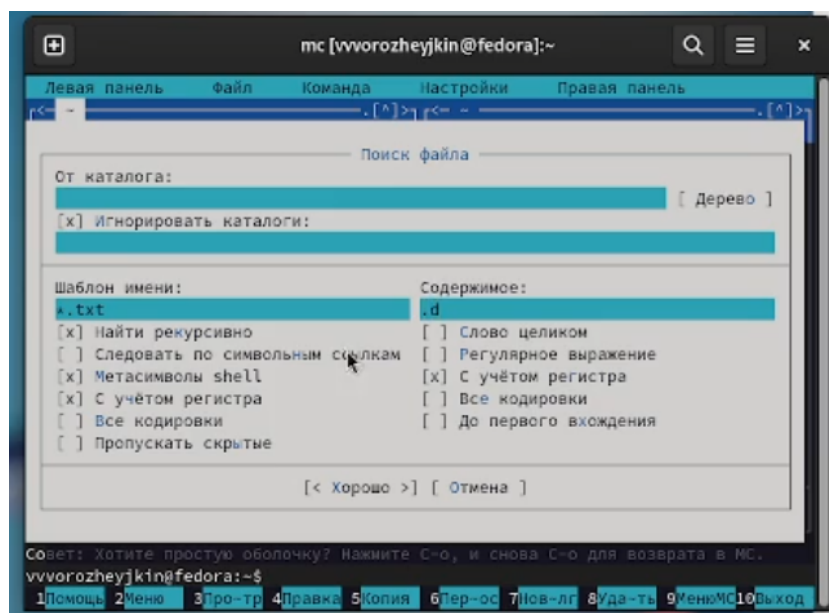 mc [vvvorozheyjkin@fedora]:~
Левая панель Файл Команда Настройки Правая панель
<— ~ .[^]> <— ~ .[^]>
Поиск файла
От каталога:
[ Дерево ]
[x] Игнорировать каталоги:
Шаблон имени: Содержимое:
*.txt .d
[x] Найти рекурсивно [ ] Слово целиком
[ ] Следовать по символьным ссылкам [ ] Регулярное выражение
[x] Метасимволы shell [x] С учётом регистра
[x] С учётом регистра [ ] Все кодировки
[ ] Все кодировки [ ] До первого вхождения
[ ] Пропускать скрытые
[< Хорошо >] [ Отмена ]
Совет: Хотите простую оболочку? Нажмите C-o, и снова C-o для возврата в MC.
vvvorozheyjkin@fedora:~$
1Помощь 2Меню 3Про~тр 4Правка 5Копия 6Пер~ос 7Нов~лг 8Уда~ть 9МенюMC10Выход